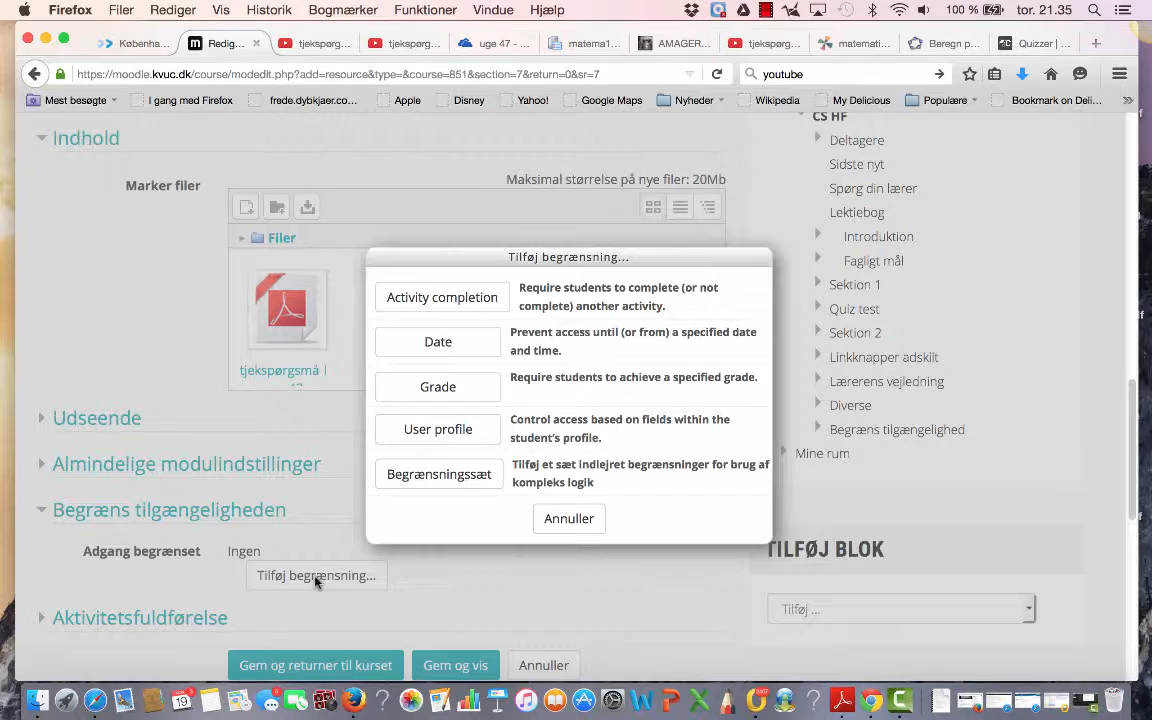 Firefox Filer Rediger Vis Historik Bogmærker Funktioner Vindue Hjælp 100 % tor. 21.35
Københa... Redig... tjekspørg... tjekspørg... uge 47 -... matema1... AMAGER... tjekspørg... matemati... Beregn p... Quizzer |...
https://moodle.kvuc.dk/course/modedit.php?add=resource&type=&course=851&section=7&return=0&sr=7 youtube
Mest besøgte I gang med Firefox frede.dybkjaer.co... Apple Disney Yahoo! Google Maps Nyheder Wikipedia My Delicious Populære Bookmark on Deli...
Indhold
Marker filer
Maksimal størrelse på nye filer: 20Mb
Filer
tjekspørgsmå
Udseende
Almindelige modulindstillinger
Begræns tilgængeligheden
Adgang begrænset Ingen
Tilføj begrænsning...
Aktivitetsfuldførelse
Gem og returner til kurset Gem og vis Annuller
Tilføj begrænsning...
Activity completion Require students to complete (or not
complete) another activity.
Date Prevent access until (or from) a specified date
and time.
Grade Require students to achieve a specified grade.
User profile Control access based on fields within the
student's profile.
Begrænsningssæt Tilføj et sæt indlejret begrænsninger for brug af
kompleks logik
Annuller
CS HF
Deltagere
Sidste nyt
Spørg din lærer
Lektiebog
Introduktion
Fagligt mål
Sektion 1
Quiz test
Sektion 2
Linkknapper adskilt
Lærerens vejledning
Diverse
Begræns tilgængelighed
Mine rum
TILFØJ BLOK
Tilføj ...
19